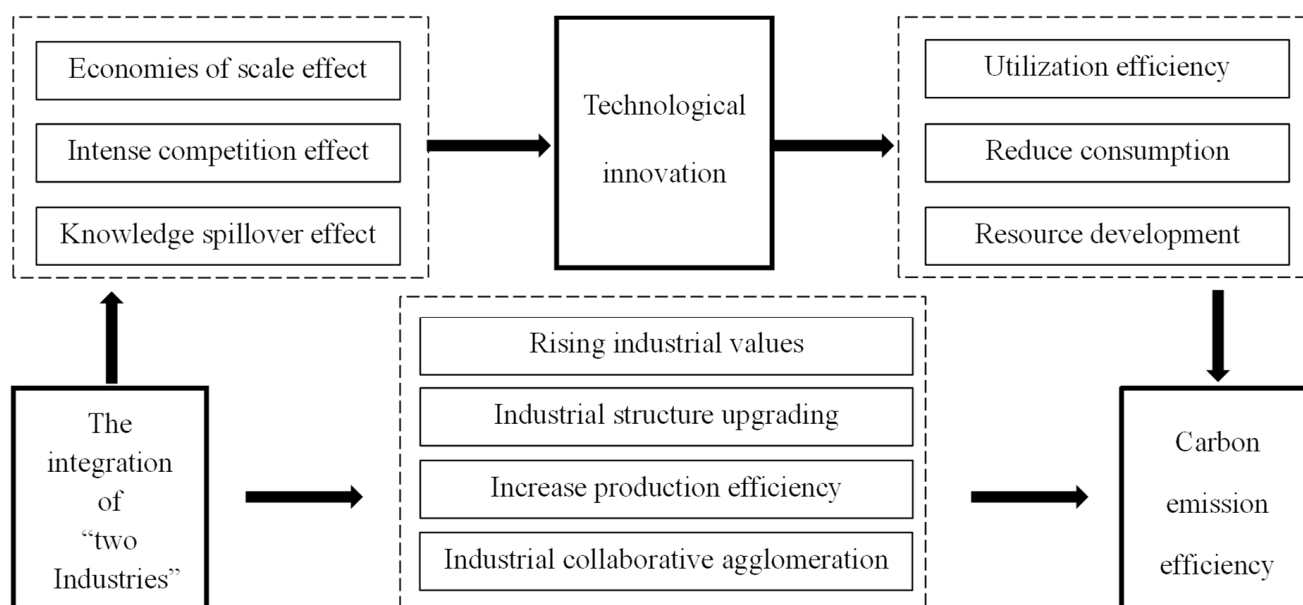 Economies of scale effect
Intense competition effect
Knowledge spillover effect
Technological
innovation
Utilization efficiency
Reduce consumption
Resource development
The
integration
of
“two
Industries”
Rising industrial values
Industrial structure upgrading
Increase production efficiency
Industrial collaborative agglomeration
Carbon
emission
efficiency